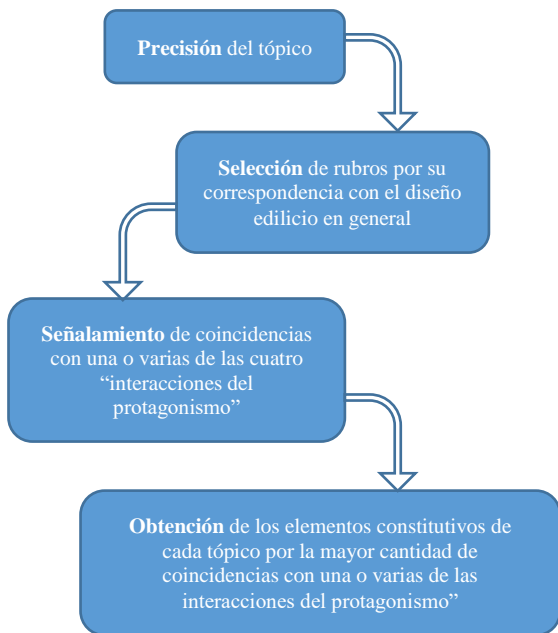 Precisión del tópico
Selección de rubros por su
correspondencia con el diseño
edilicio en general
Señalamiento de coincidencias
con una o varias de las cuatro
“interacciones del
protagonismo”
Obtención de los elementos constitutivos de
cada tópico por la mayor cantidad de
coincidencias con una o varias de las
interacciones del protagonismo”